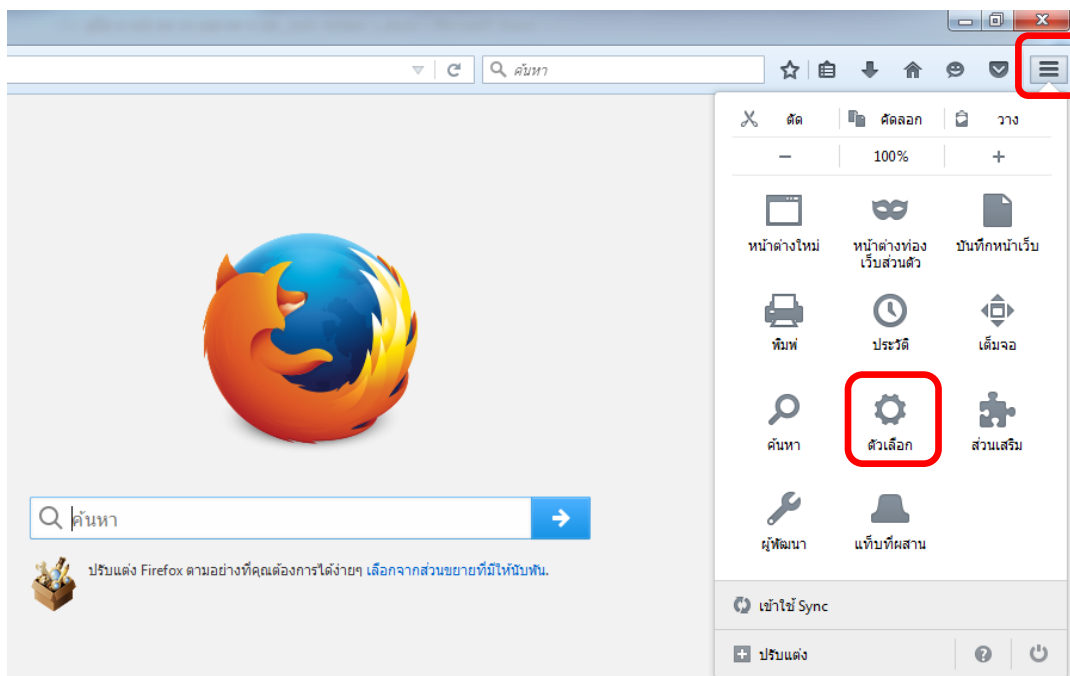 ค้นหา
ตัด คัดลอก วาง
− 100% +
หน้าต่างใหม่ หน้าต่างท่อง บันทึกหน้าเว็บ
เว็บส่วนตัว
พิมพ์ ประวัติ เต็มจอ
ค้นหา ตัวเลือก ส่วนเสริม
ผู้พัฒนา แท็บที่ผสาน
เข้าใช้ Sync
ปรับแต่ง
ค้นหา
ปรับแต่ง Firefox ตามอย่างที่คุณต้องการได้ง่ายๆ เลือกจากส่วนขยายที่มีให้นับพัน.